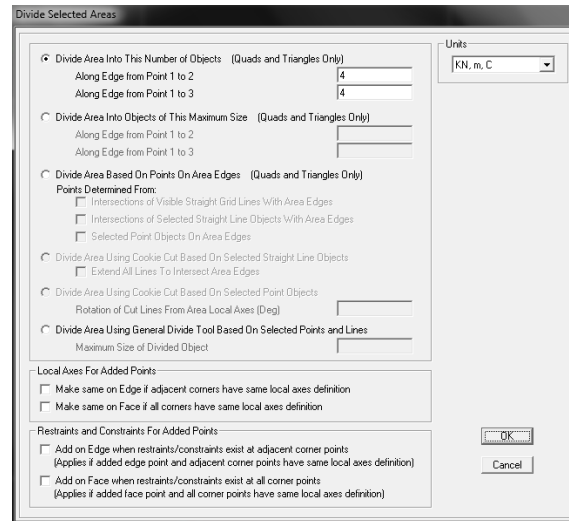 Divide Selected Areas
Divide Area Into This Number of Objects (Quads and Triangles Only)
Along Edge from Point 1 to 2 4
Along Edge from Point 1 to 3 4
Divide Area Into Objects of This Maximum Size (Quads and Triangles Only)
Along Edge from Point 1 to 2
Along Edge from Point 1 to 3
Divide Area Based On Points On Area Edges (Quads and Triangles Only)
Points Determined From:
Intersections of Visible Straight Grid Lines With Area Edges
Intersections of Selected Straight Line Objects With Area Edges
Selected Point Objects On Area Edges
Divide Area Using Cookie Cut Based On Selected Straight Line Objects
Extend All Lines To Intersect Area Edges
Divide Area Using Cookie Cut Based On Selected Point Objects
Rotation of Cut Lines From Area Local Axes (Deg)
Divide Area Using General Divide Tool Based On Selected Points and Lines
Maximum Size of Divided Object
Local Axes For Added Points
Make same on Edge if adjacent corners have same local axes definition
Make same on Face if all corners have same local axes definition
Restraints and Constraints For Added Points
Add on Edge when restraints/constraints exist at adjacent corner points
(Applies if added edge point and adjacent corner points have same local axes definition)
Add on Face when restraints/constraints exist at all corner points
(Applies if added face point and all corner points have same local axes definition)
Units
KN, m, C
OK
Cancel